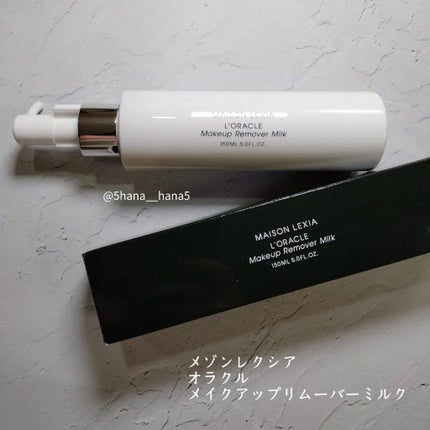 MAISON LEXIA
L'ORACLE
Makeup Remover Milk
150ML 5.0FL.OZ.
@5hana__hana5
MAISON LEXIA
L'ORACLE
Makeup Remover Milk
150ML 5.0FL.OZ.
メゾンレクシア
オラクル
メイクアップリムーバーミルク